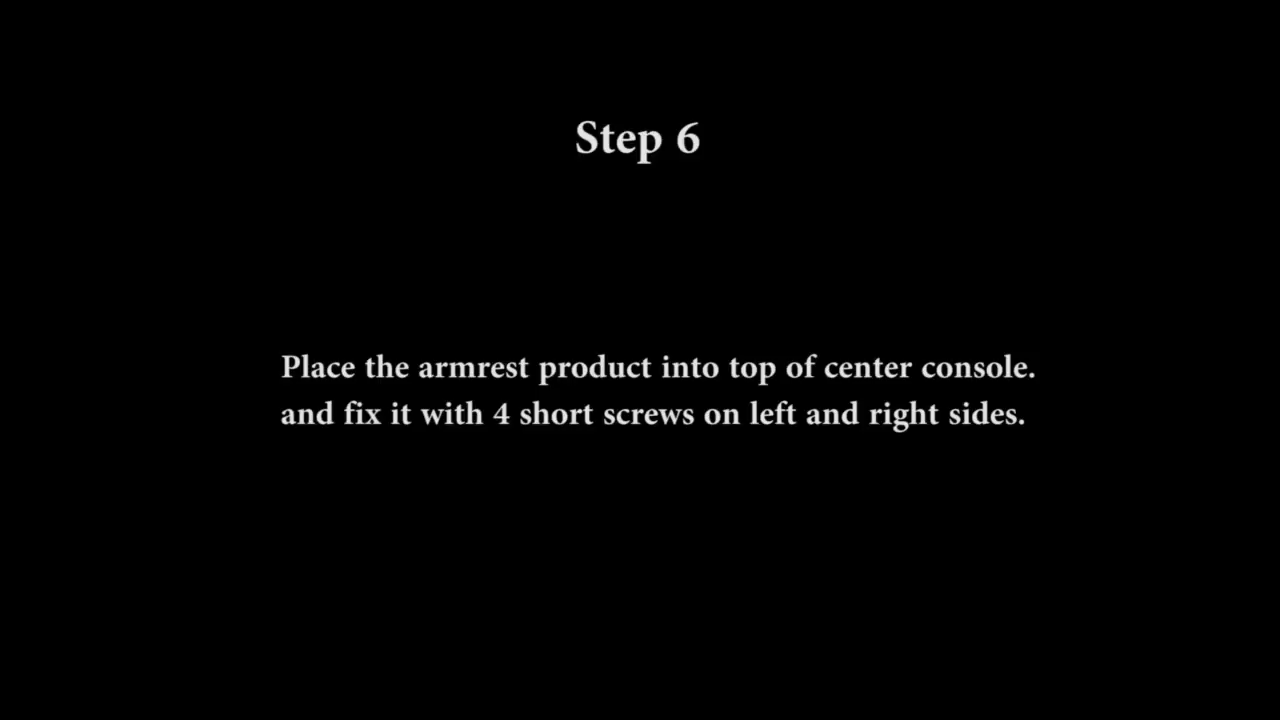 Step 6
Place the armrest product into top of center console.
and fix it with 4 short screws on left and right sides.